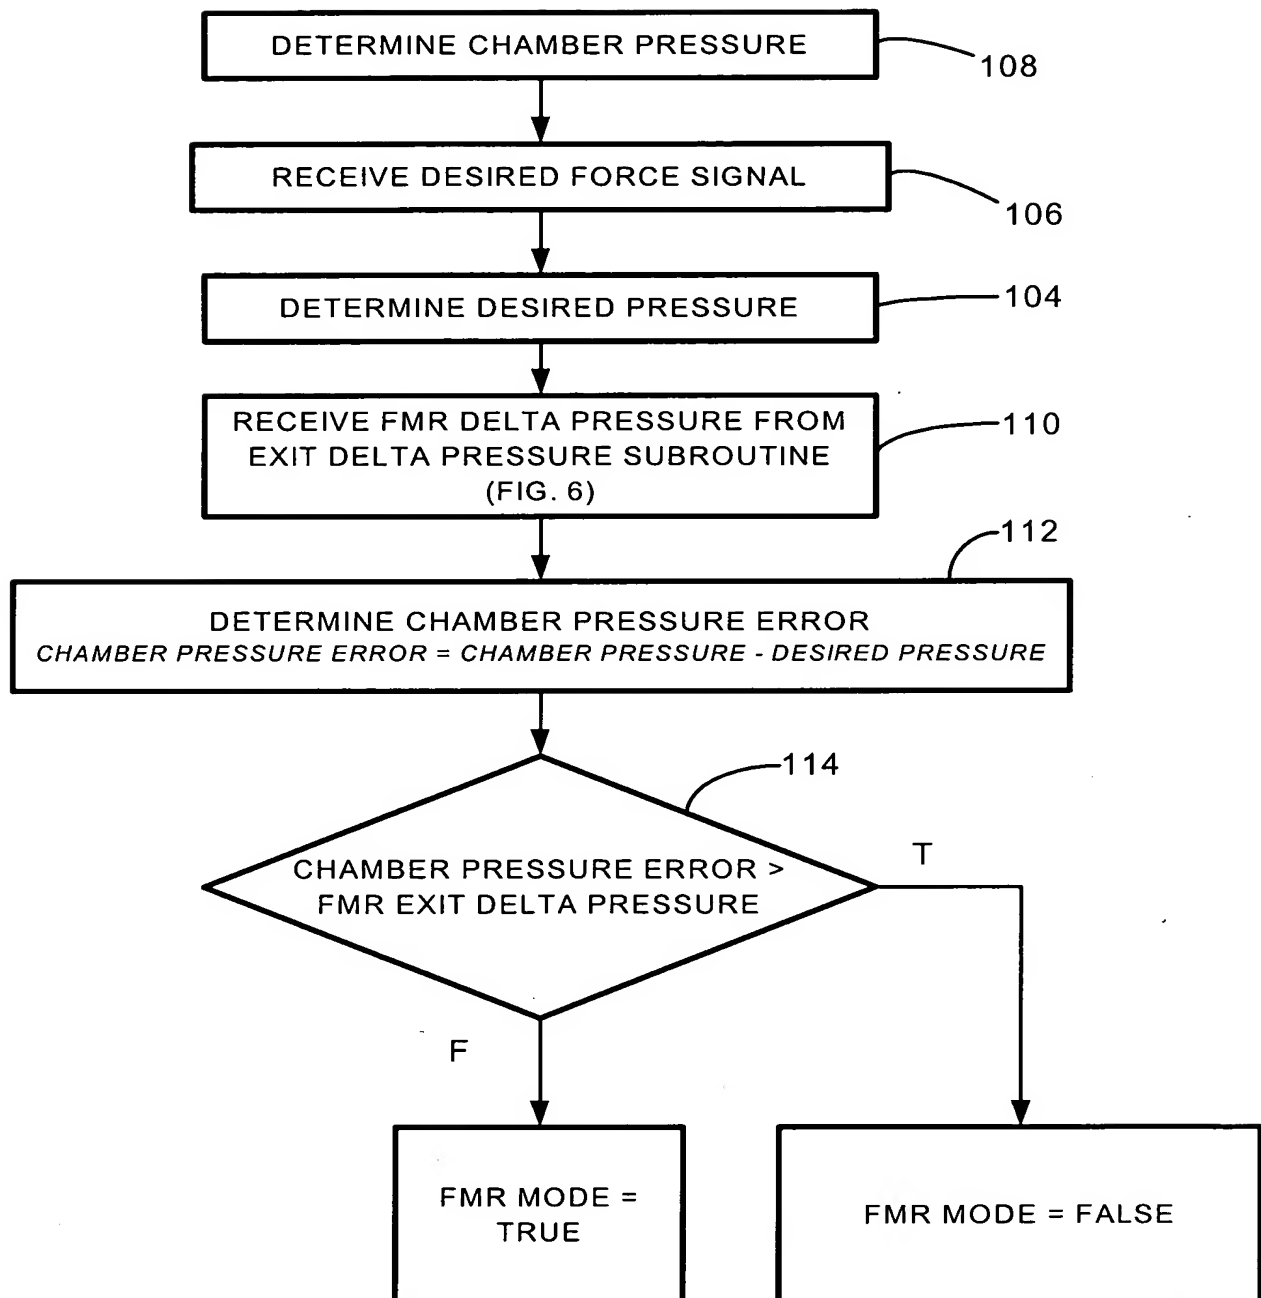 DETERMINE CHAMBER PRESSURE
108
RECEIVE DESIRED FORCE SIGNAL
106
DETERMINE DESIRED PRESSURE
104
RECEIVE FMR DELTA PRESSURE FROM
EXIT DELTA PRESSURE SUBROUTINE
(FIG. 6)
110
112
DETERMINE CHAMBER PRESSURE ERROR
CHAMBER PRESSURE ERROR = CHAMBER PRESSURE - DESIRED PRESSURE
114
CHAMBER PRESSURE ERROR >
FMR EXIT DELTA PRESSURE
T
F
FMR MODE =
TRUE
FMR MODE = FALSE